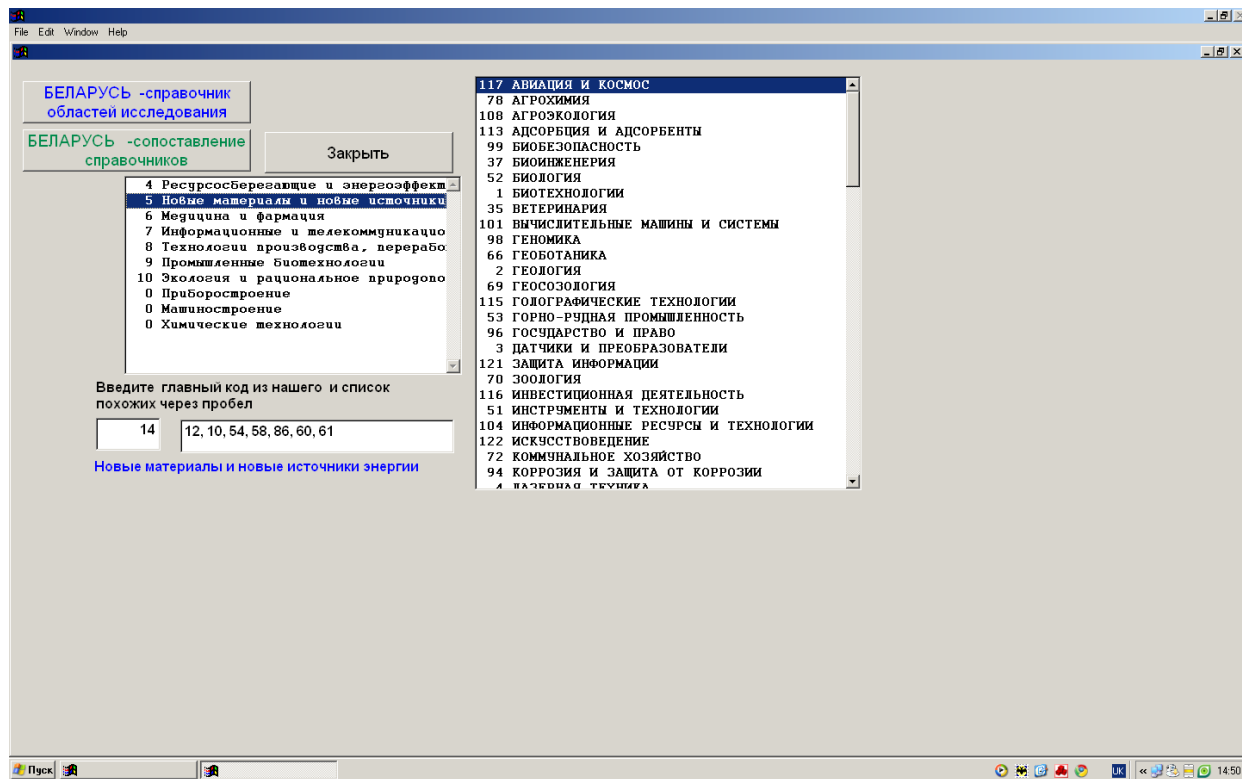 File Edit Window Help
БЕЛАРУСЬ -справочник
областей исследования
БЕЛАРУСЬ -сопоставление
справочников
Закрыть
4 Ресурсосберегающие и энергоэффект
5 Новые материалы и новые источники
6 Медицина и фармация
7 Информационные и телекоммуникацио
8 Технологии производства, перерабо
9 Промышленные биотехнологии
10 Экология и рациональное природопо
0 Приборостроение
0 Машиностроение
0 Химические технологии
Введите главный код из нашего и список
похожих через пробел
14
12, 10, 54, 58, 86, 60, 61
Новые материалы и новые источники энергии
117 АВИАЦИЯ И КОСМОС
78 АГРОХИМИЯ
108 АГРОЭКОЛОГИЯ
113 АДСОРБЦИЯ И АДСОРБЕНТЫ
99 БИОБЕЗОПАСНОСТЬ
37 БИОИНЖЕНЕРИЯ
52 БИОЛОГИЯ
1 БИОТЕХНОЛОГИИ
35 ВЕТЕРИНАРИЯ
101 ВЫЧИСЛИТЕЛЬНЫЕ МАШИНЫ И СИСТЕМЫ
98 ГЕНОМИКА
66 ГЕОБОТАНИКА
2 ГЕОЛОГИЯ
69 ГЕОСОЗОЛОГИЯ
115 ГОЛОГРАФИЧЕСКИЕ ТЕХНОЛОГИИ
53 ГОРНО-РУДНАЯ ПРОМЫШЛЕННОСТЬ
96 ГОСУДАРСТВО И ПРАВО
3 ДАТЧИКИ И ПРЕОБРАЗОВАТЕЛИ
121 ЗАЩИТА ИНФОРМАЦИИ
70 ЗООЛОГИЯ
116 ИНВЕСТИЦИОННАЯ ДЕЯТЕЛЬНОСТЬ
51 ИНСТРУМЕНТЫ И ТЕХНОЛОГИИ
104 ИНФОРМАЦИОННЫЕ РЕСУРСЫ И ТЕХНОЛОГИИ
122 ИСКУССТВОВЕДЕНИЕ
72 КОММУНАЛЬНОЕ ХОЗЯЙСТВО
94 КОРРОЗИЯ И ЗАЩИТА ОТ КОРРОЗИИ
4 ЛАЗЕРНАЯ ТЕХНИКА
Пуск
UK
14:50